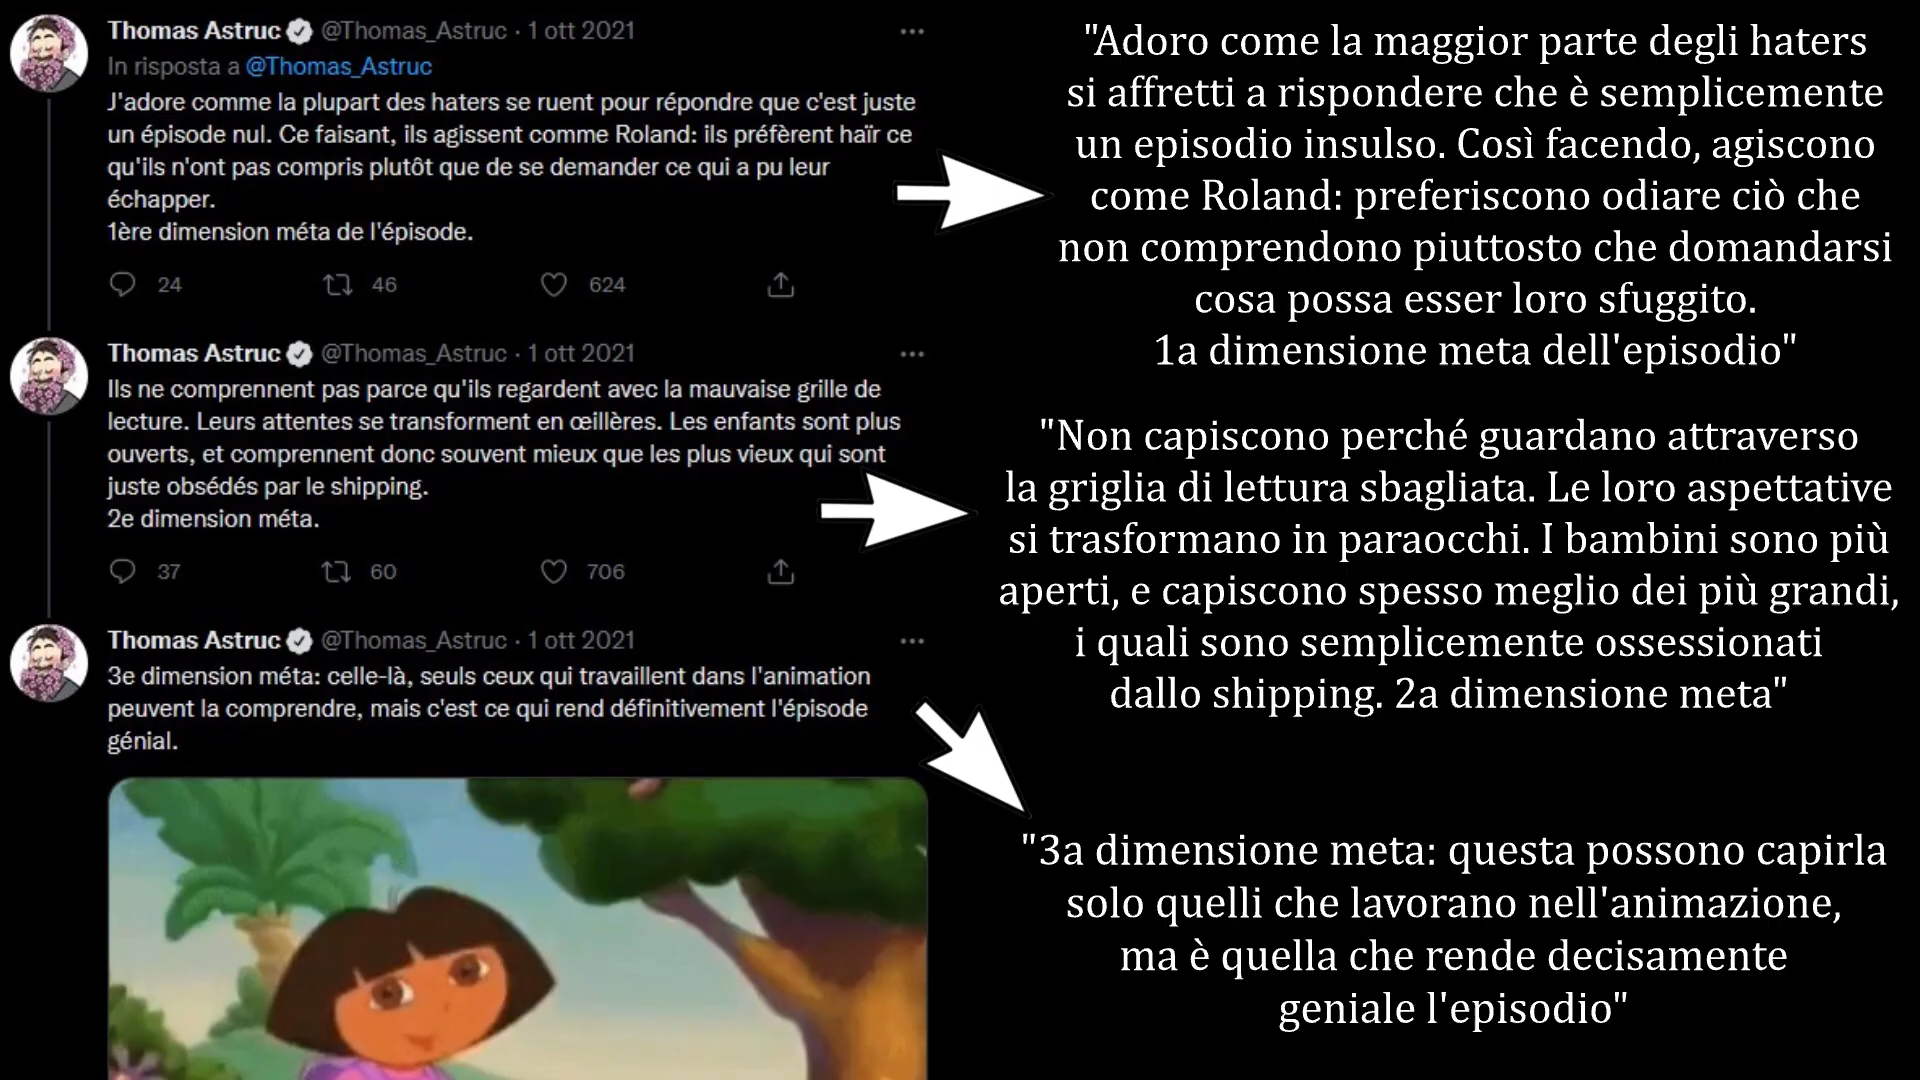 Thomas Astruc @Thomas_Astruc · 1 ott 2021
In risposta a @Thomas_Astruc
J'adore comme la plupart des haters se ruent pour répondre que c'est juste
un épisode nul. Ce faisant, ils agissent comme Roland: ils préfèrent haïr ce
qu'ils n'ont pas compris plutôt que de se demander ce qui a pu leur
échapper.
1ère dimension méta de l'épisode.
24 46 624
Thomas Astruc @Thomas_Astruc · 1 ott 2021
Ils ne comprennent pas parce qu'ils regardent avec la mauvaise grille de
lecture. Leurs attentes se transforment en œillères. Les enfants sont plus
ouverts, et comprennent donc souvent mieux que les plus vieux qui sont
juste obsédés par le shipping.
2e dimension méta.
37 60 706
Thomas Astruc @Thomas_Astruc · 1 ott 2021
3e dimension méta: celle-là, seuls ceux qui travaillent dans l'animation
peuvent la comprendre, mais c'est ce qui rend définitivement l'épisode
génial.
"Adoro come la maggior parte degli haters
si affretti a rispondere che è semplicemente
un episodio insulso. Così facendo, agiscono
come Roland: preferiscono odiare ciò che
non comprendono piuttosto che domandarsi
cosa possa esser loro sfuggito.
1a dimensione meta dell'episodio"
"Non capiscono perché guardano attraverso
la griglia di lettura sbagliata. Le loro aspettative
si trasformano in paraocchi. I bambini sono più
aperti, e capiscono spesso meglio dei più grandi,
i quali sono semplicemente ossessionati
dallo shipping. 2a dimensione meta"
"3a dimensione meta: questa possono capirla
solo quelli che lavorano nell'animazione,
ma è quella che rende decisamente
geniale l'episodio"